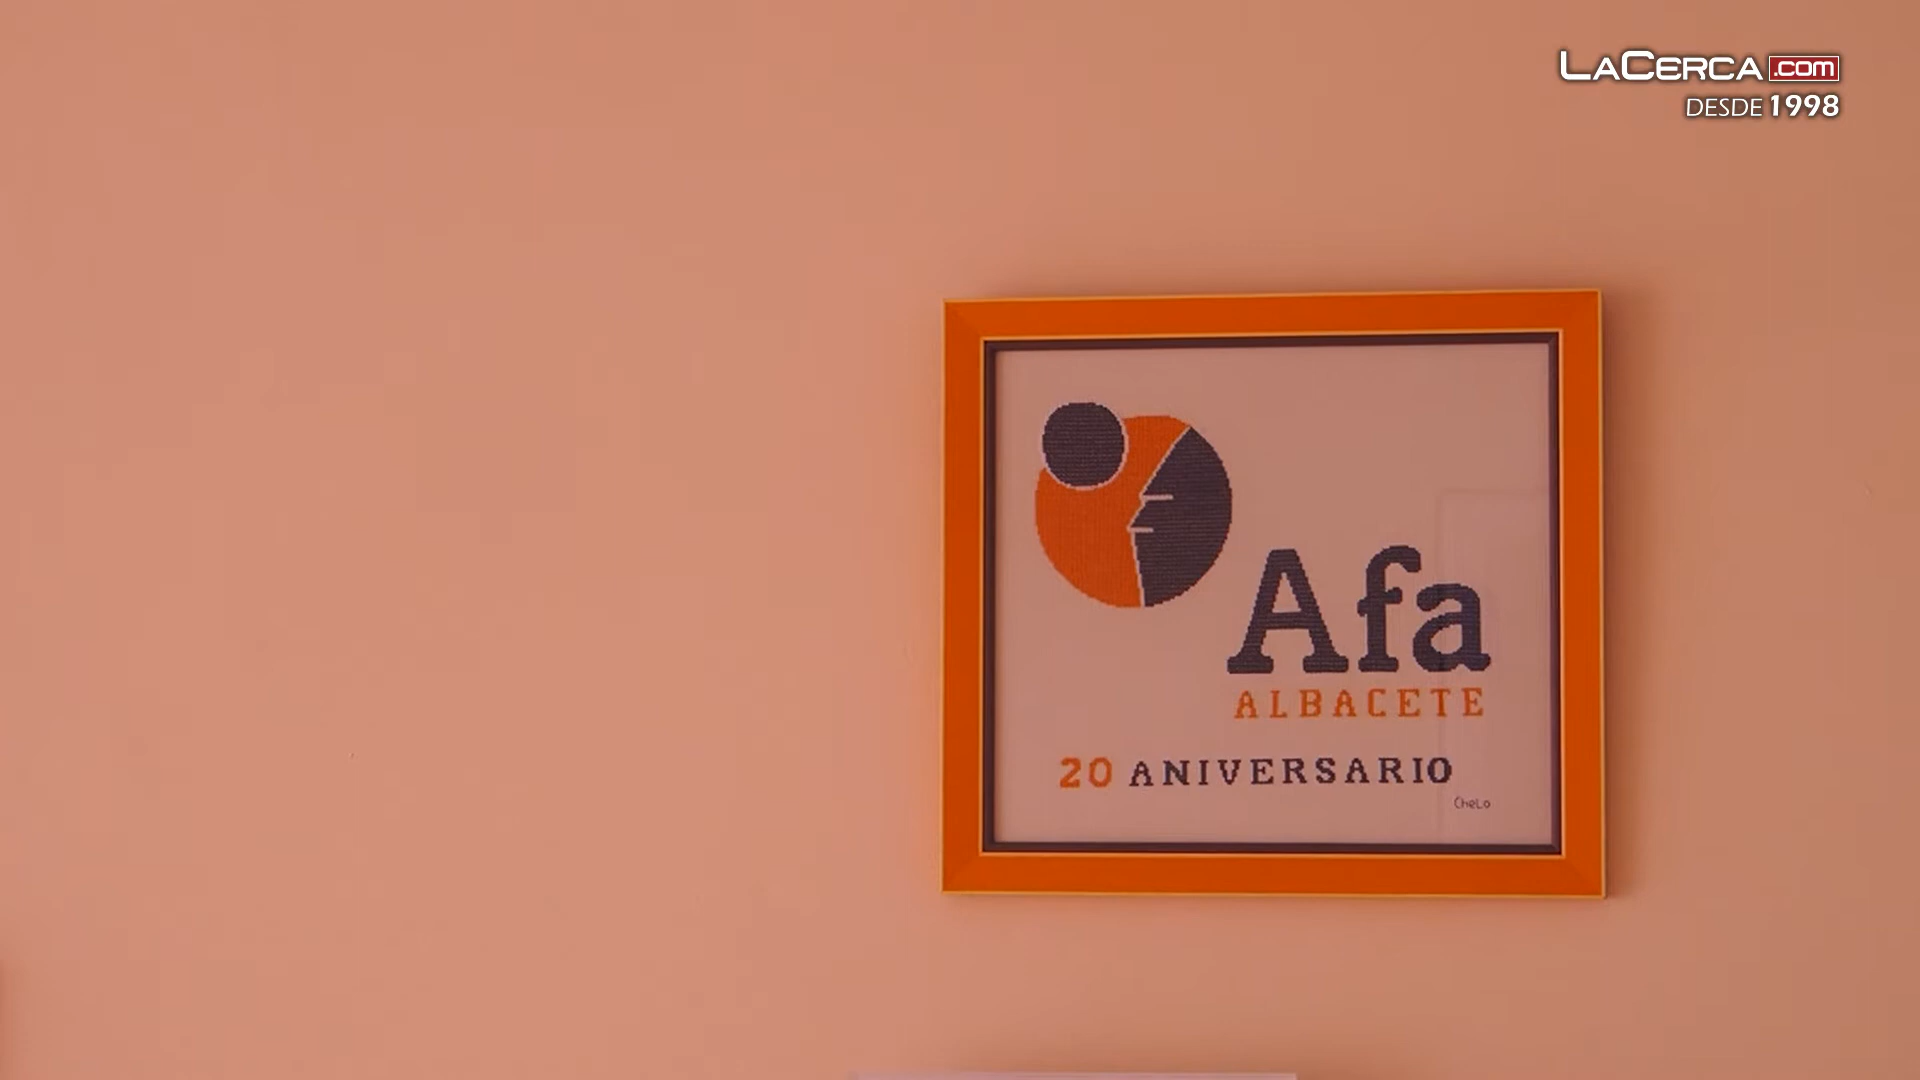 LACERCA.COM
DESDE 1998
Afa
ALBACETE
20 ANIVERSARIO
CheLo